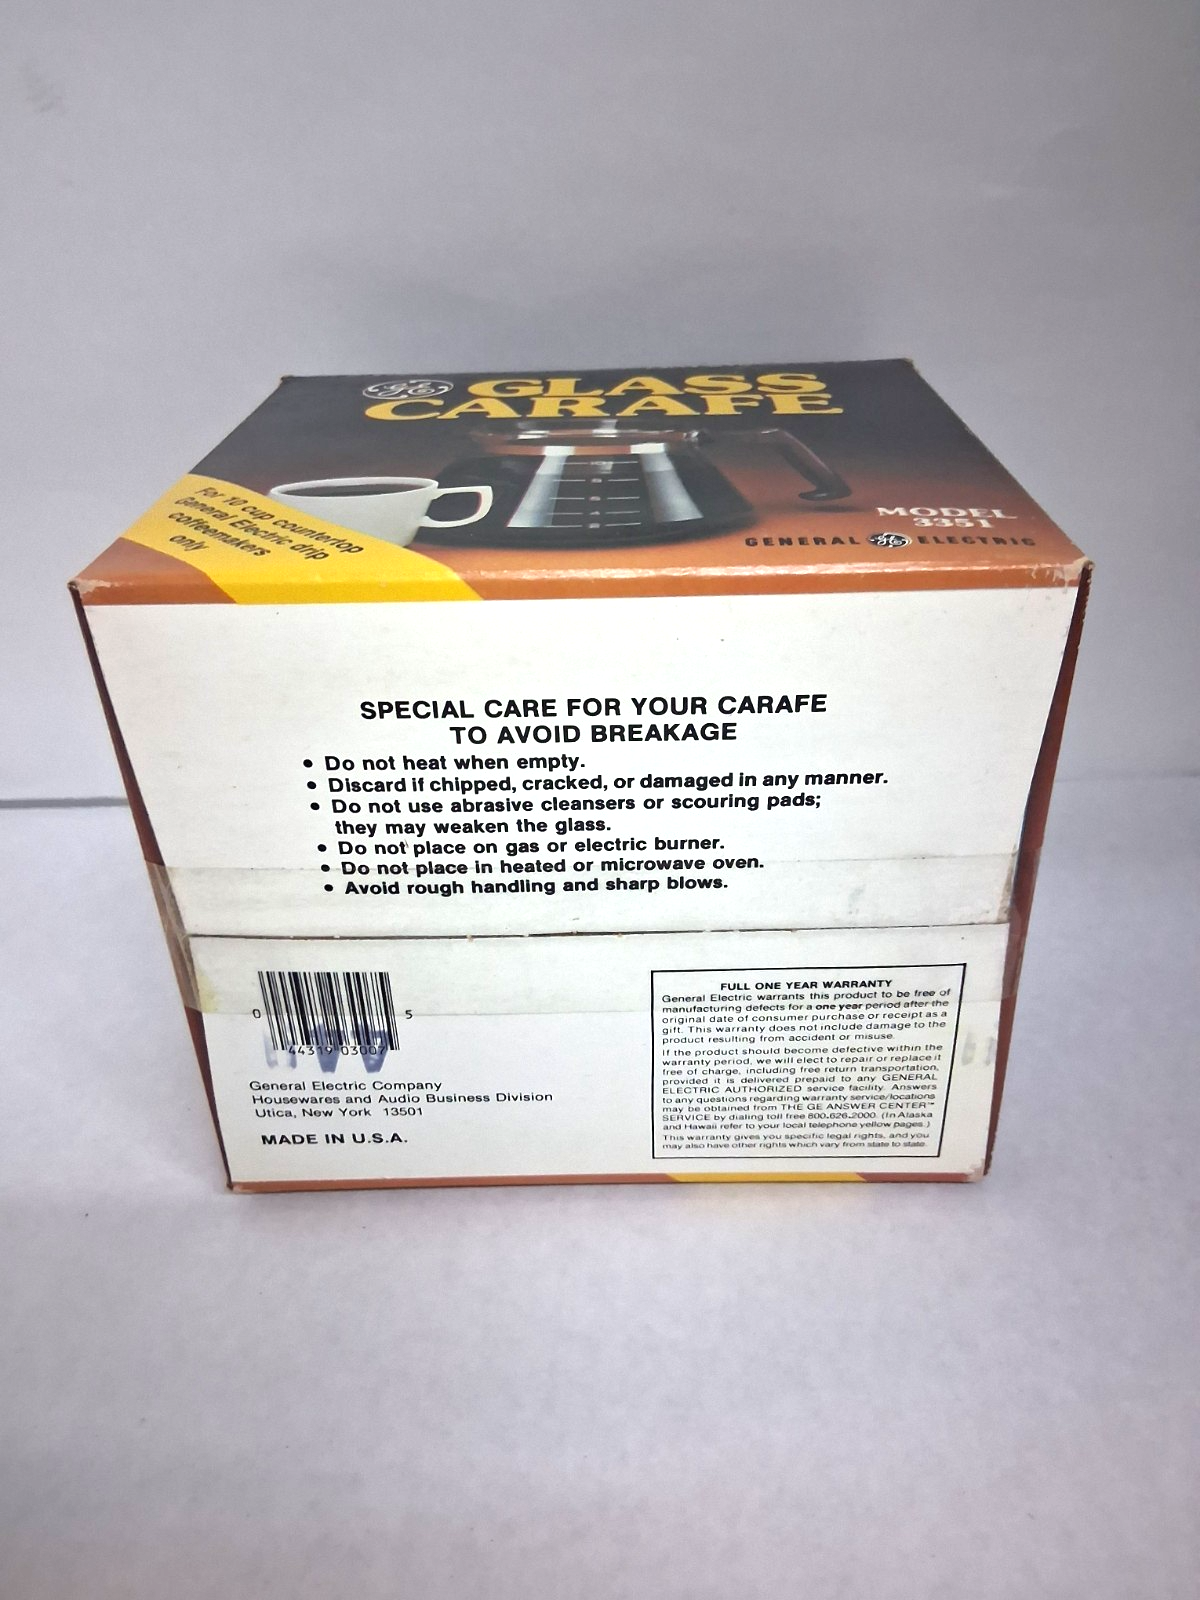 GE GLASS
CARAFE
For 10 cup countertop
General Electric drip
coffeemakers
only
MODEL
3351
GENERAL GE ELECTRIC
SPECIAL CARE FOR YOUR CARAFE
TO AVOID BREAKAGE
• Do not heat when empty.
• Discard if chipped, cracked, or damaged in any manner.
• Do not use abrasive cleansers or scouring pads;
they may weaken the glass.
• Do not place on gas or electric burner.
• Do not place in heated or microwave oven.
• Avoid rough handling and sharp blows.
0 44319 03007 5
General Electric Company
Housewares and Audio Business Division
Utica, New York 13501
MADE IN U.S.A.
FULL ONE YEAR WARRANTY
General Electric warrants this product to be free of
manufacturing defects for a one year period after the
original date of consumer purchase or receipt as a
gift. This warranty does not include damage to the
product resulting from accident or misuse.
If the product should become defective within the
warranty period, we will elect to repair or replace it
free of charge, including free return transportation,
provided it is delivered prepaid to any GENERAL
ELECTRIC AUTHORIZED service facility. Answers
to any questions regarding warranty service/locations
may be obtained from THE GE ANSWER CENTER™
SERVICE by dialing toll free 800.626.2000. (In Alaska
and Hawaii refer to your local telephone yellow pages.)
This warranty gives you specific legal rights, and you
may also have other rights which vary from state to state.